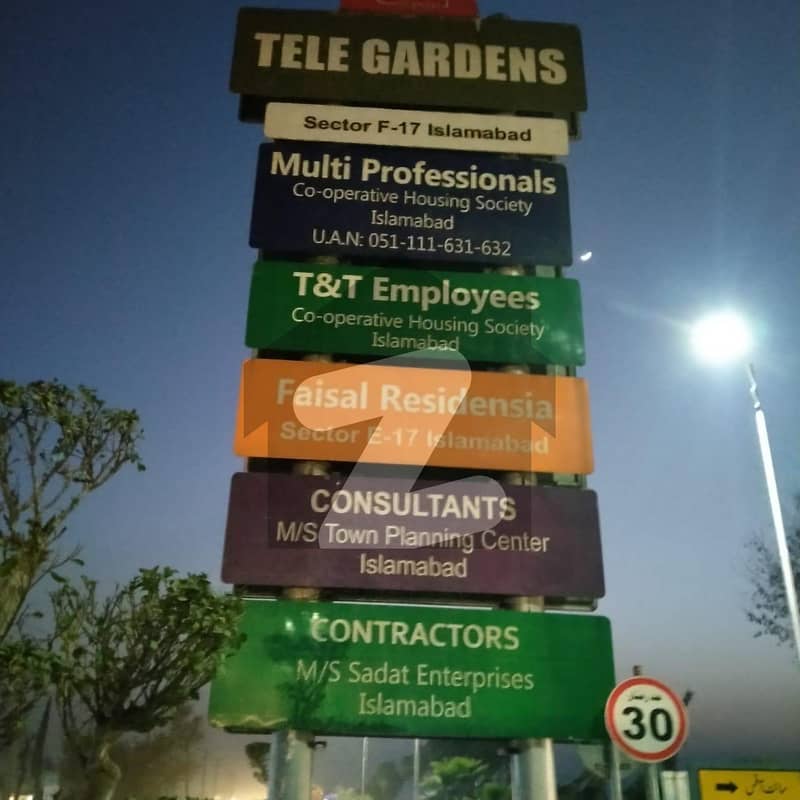 TELE GARDENS
Sector F-17 Islamabad
Multi Professionals
Co-operative Housing Society
Islamabad
U.A.N: 051-111-631-632
T&T Employees
Co-operative Housing Society
Islamabad
Faisal Residensia
Sector E-17 Islamabad
CONSULTANTS
M/S Town Planning Center
Islamabad
CONTRACTORS
M/S Sadat Enterprises
Islamabad
30